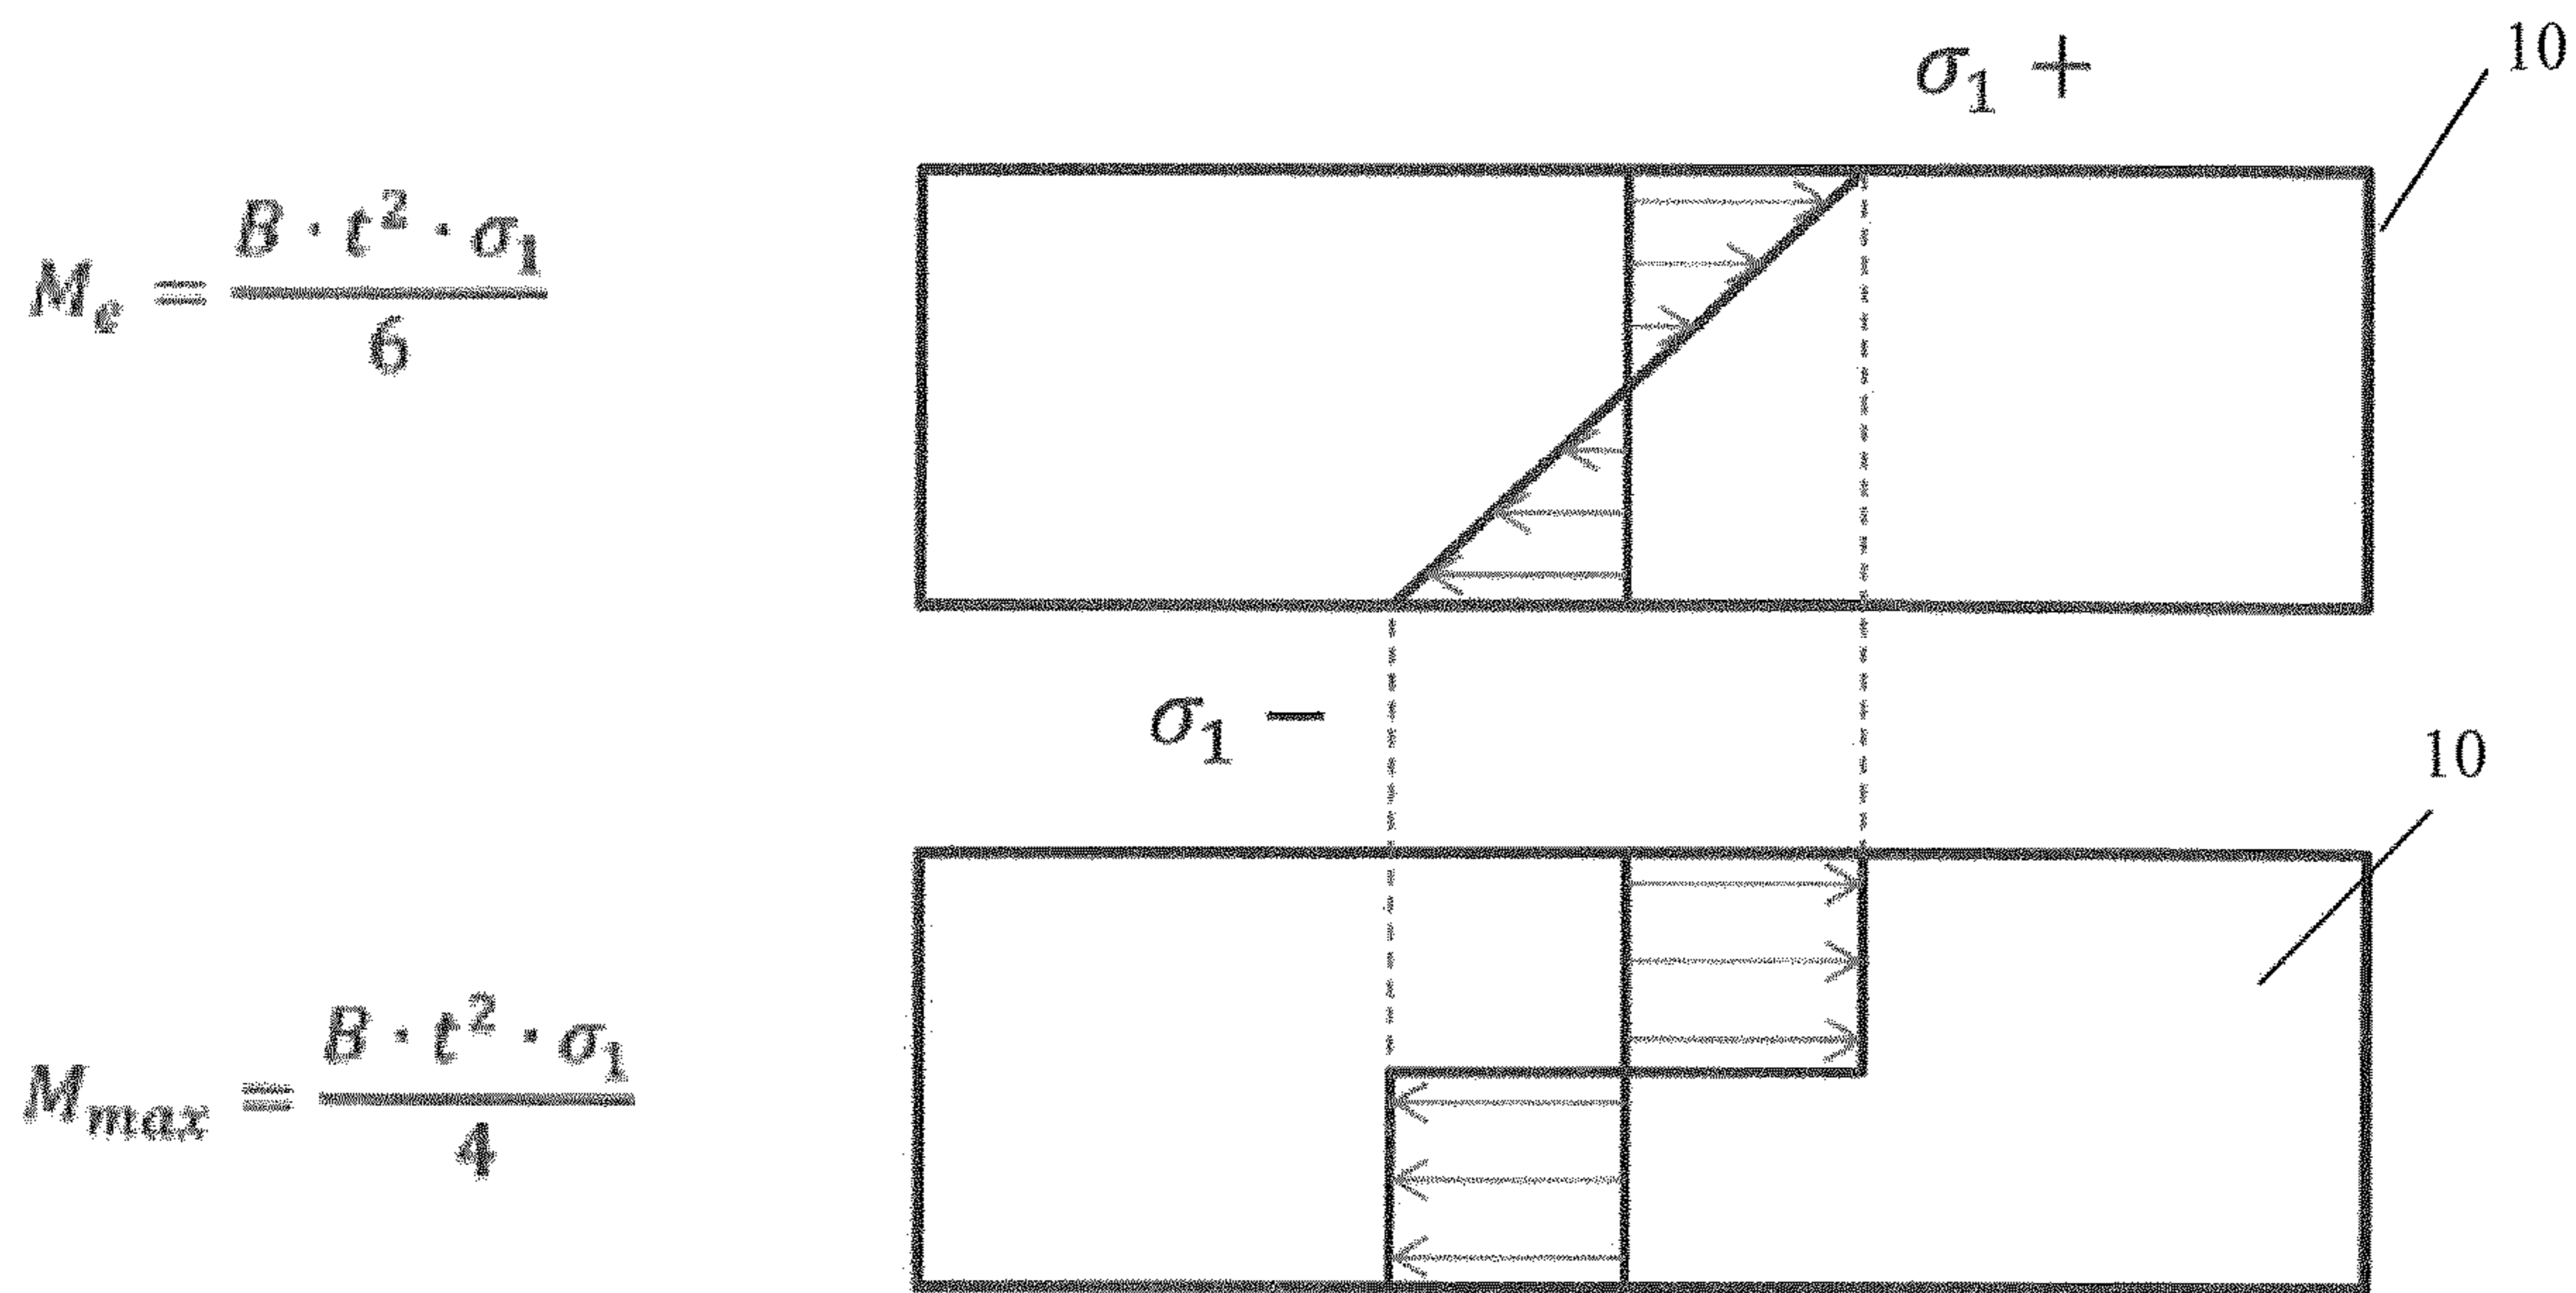 σ₁ +
10
Mₑ = B · t² · σ₁ / 6
σ₁ −
10
Mₘₐₓ = B · t² · σ₁ / 4